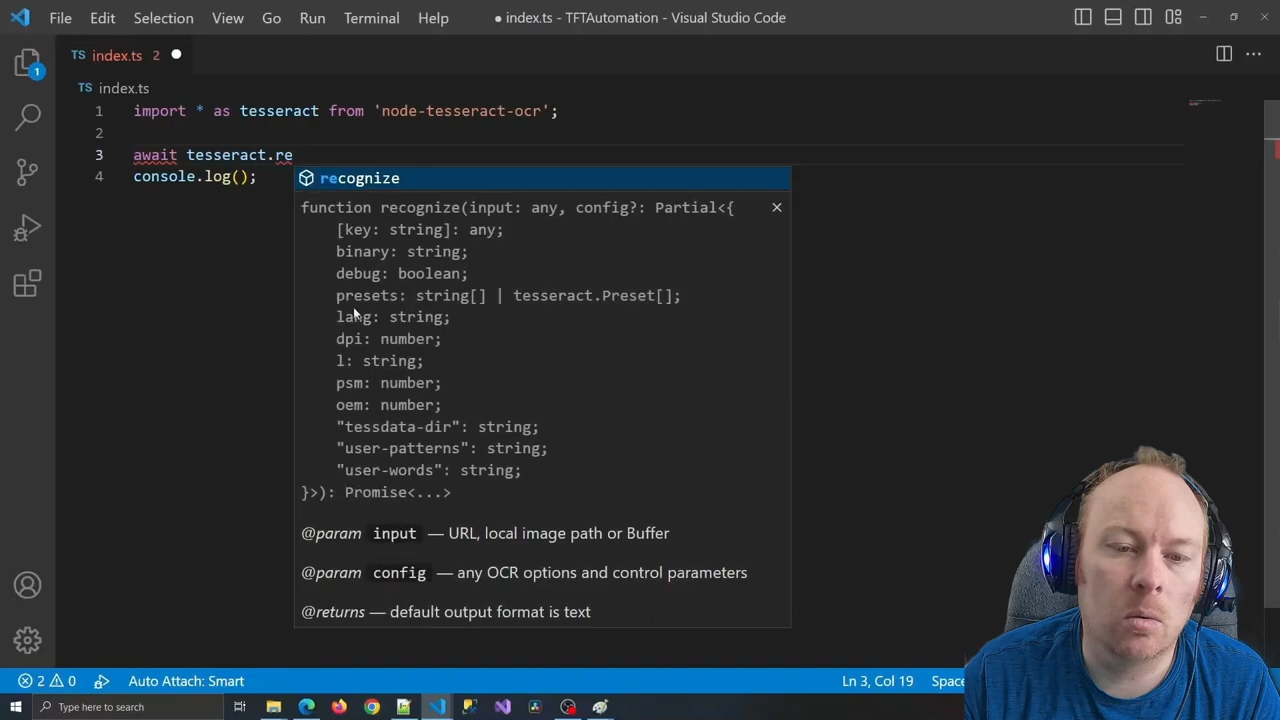 File Edit Selection View Go Run Terminal Help ● index.ts - TFTAutomation - Visual Studio Code
TS index.ts 2 ●
TS index.ts
1
1 import * as tesseract from 'node-tesseract-ocr';
2
3 await tesseract.re
4 console.log();
recognize
function recognize(input: any, config?: Partial<{
[key: string]: any;
binary: string;
debug: boolean;
presets: string[] | tesseract.Preset[];
lang: string;
dpi: number;
l: string;
psm: number;
oem: number;
"tessdata-dir": string;
"user-patterns": string;
"user-words": string;
}>): Promise<...>
@param input — URL, local image path or Buffer
@param config — any OCR options and control parameters
@returns — default output format is text
2 0 Auto Attach: Smart Ln 3, Col 19
Type here to search